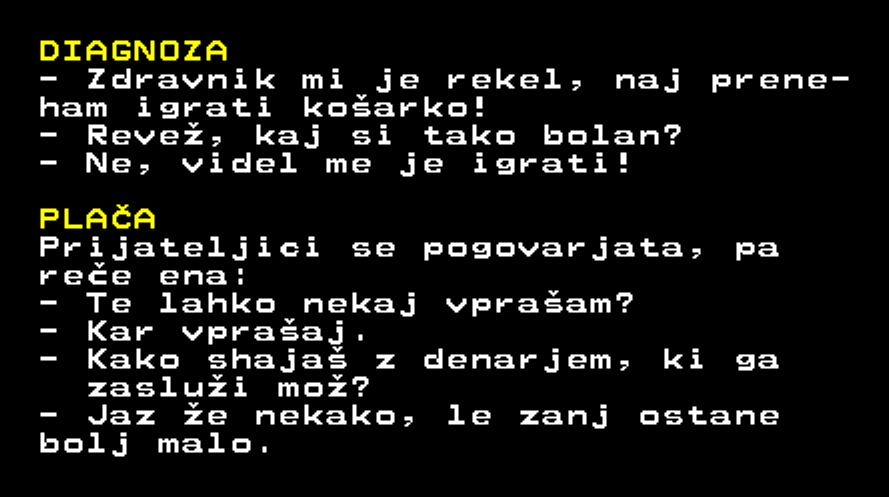 DIAGNOZA
- Zdravnik mi je rekel, naj prene-
ham igrati košarko!
- Revež, kaj si tako bolan?
- Ne, videl me je igrati!
PLAČA
Prijateljici se pogovarjata, pa
reče ena:
- Te lahko nekaj vprašam?
- Kar vprašaj.
- Kako shajaš z denarjem, ki ga
zasluži mož?
- Jaz že nekako, le zanj ostane
bolj malo.